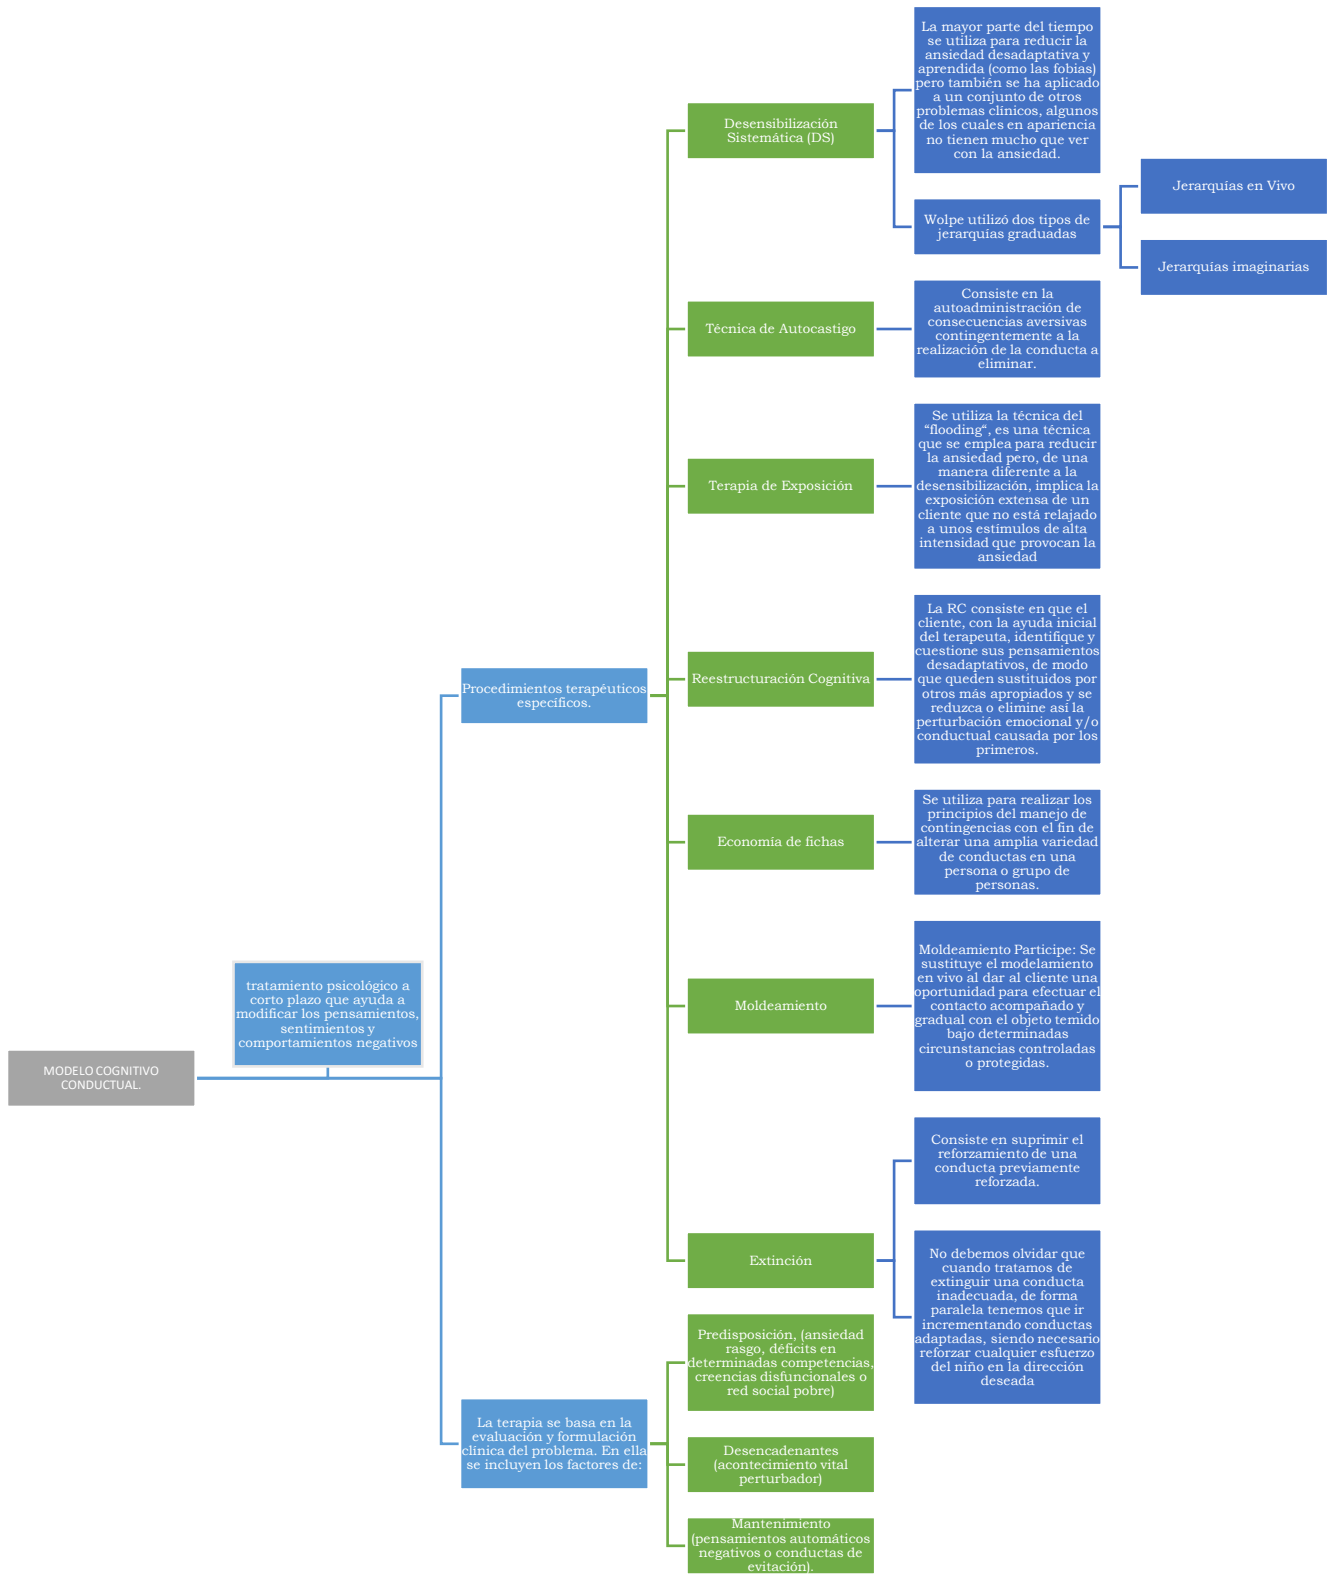 MODELO COGNITIVO
CONDUCTUAL.
tratamiento psicológico a
corto plazo que ayuda a
modificar los pensamientos,
sentimientos y
comportamientos negativos
Procedimientos terapéuticos
específicos.
Desensibilización
Sistemática (DS)
La mayor parte del tiempo
se utiliza para reducir la
ansiedad desadaptativa y
aprendida (como las fobias)
pero también se ha aplicado
a un conjunto de otros
problemas clínicos, algunos
de los cuales en apariencia
no tienen mucho que ver
con la ansiedad.
Wolpe utilizó dos tipos de
jerarquías graduadas
Jerarquías en Vivo
Jerarquías imaginarias
Técnica de Autocastigo
Consiste en la
autoadministración de
consecuencias aversivas
contingentemente a la
realización de la conducta a
eliminar.
Terapia de Exposición
Se utiliza la técnica del
“flooding“, es una técnica
que se emplea para reducir
la ansiedad pero, de una
manera diferente a la
desensibilización, implica la
exposición extensa de un
cliente que no está relajado
a unos estímulos de alta
intensidad que provocan la
ansiedad
Reestructuración Cognitiva
La RC consiste en que el
cliente, con la ayuda inicial
del terapeuta, identifique y
cuestione sus pensamientos
desadaptativos, de modo
que queden sustituidos por
otros más apropiados y se
reduzca o elimine así la
perturbación emocional y/o
conductual causada por los
primeros.
Economía de fichas
Se utiliza para realizar los
principios del manejo de
contingencias con el fin de
alterar una amplia variedad
de conductas en una
persona o grupo de
personas.
Moldeamiento
Moldeamiento Participe: Se
sustituye el modelamiento
en vivo al dar al cliente una
oportunidad para efectuar el
contacto acompañado y
gradual con el objeto temido
bajo determinadas
circunstancias controladas
o protegidas.
Extinción
Consiste en suprimir el
reforzamiento de una
conducta previamente
reforzada.
No debemos olvidar que
cuando tratamos de
extinguir una conducta
inadecuada, de forma
paralela tenemos que ir
incrementando conductas
adaptadas, siendo necesario
reforzar cualquier esfuerzo
del niño en la dirección
deseada
La terapia se basa en la
evaluación y formulación
clínica del problema. En ella
se incluyen los factores de:
Predisposición, (ansiedad
rasgo, déficits en
determinadas competencias,
creencias disfuncionales o
red social pobre)
Desencadenantes
(acontecimiento vital
perturbador)
Mantenimiento
(pensamientos automáticos
negativos o conductas de
evitación).